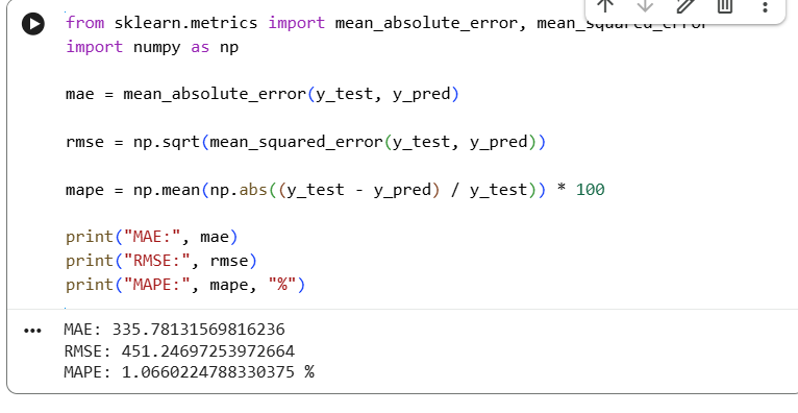 from sklearn.metrics import mean_absolute_error, mean_squared_error
import numpy as np
mae = mean_absolute_error(y_test, y_pred)
rmse = np.sqrt(mean_squared_error(y_test, y_pred))
mape = np.mean(np.abs((y_test - y_pred) / y_test)) * 100
print("MAE:", mae)
print("RMSE:", rmse)
print("MAPE:", mape, "%")
MAE: 335.78131569816236
RMSE: 451.24697253972664
MAPE: 1.0660224788330375 %